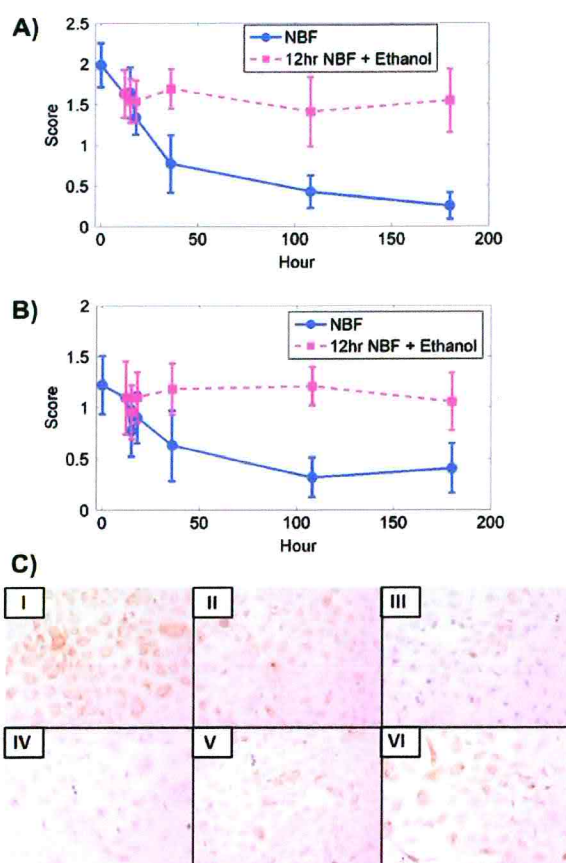 A)
2.5
2
1.5
1
0.5
0
Score
NBF
12hr NBF + Ethanol
0
50
100
150
200
Hour
B)
2
1.5
1
0.5
0
Score
NBF
12hr NBF + Ethanol
0
50
100
150
200
Hour
C)
I
II
III
IV
V
VI